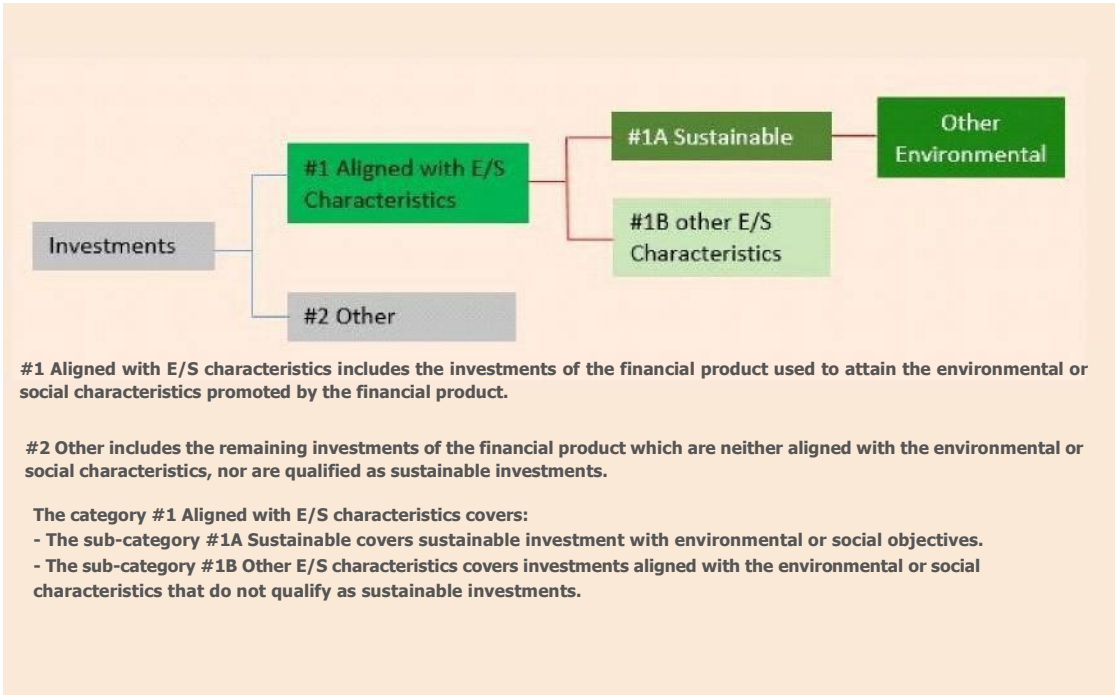 Investments
#1 Aligned with E/S
Characteristics
#2 Other
#1A Sustainable
#1B other E/S
Characteristics
Other
Environmental
#1 Aligned with E/S characteristics includes the investments of the financial product used to attain the environmental or
social characteristics promoted by the financial product.
#2 Other includes the remaining investments of the financial product which are neither aligned with the environmental or
social characteristics, nor are qualified as sustainable investments.
The category #1 Aligned with E/S characteristics covers:
- The sub-category #1A Sustainable covers sustainable investment with environmental or social objectives.
- The sub-category #1B Other E/S characteristics covers investments aligned with the environmental or social
characteristics that do not qualify as sustainable investments.